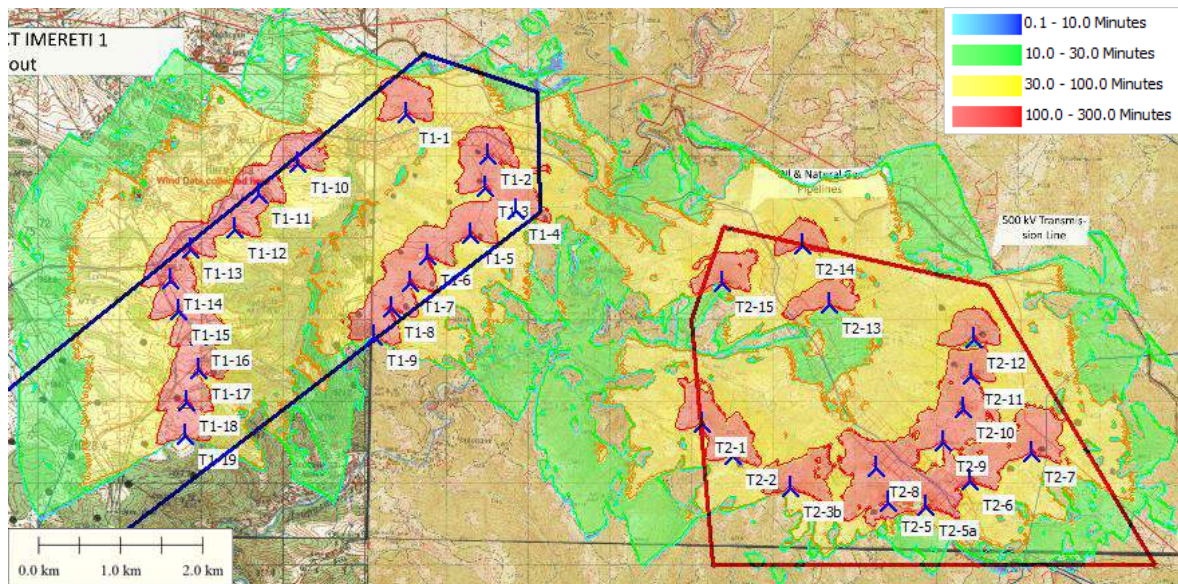 CT IMERETI 1
out
0.1 - 10.0 Minutes
10.0 - 30.0 Minutes
30.0 - 100.0 Minutes
100.0 - 300.0 Minutes
T1-1
T1-10
Wind Data collected
T1-2
T1-11
T1-3
T1-4
T1-12
T1-5
T1-13
T1-6
T1-14
T1-7
T1-15
T1-8
T1-16
T1-9
T1-17
T1-18
T1-19
& Natural Gas
Pipelines
500 kV Transmis-
sion Line
T2-14
T2-15
T2-13
T2-12
T2-11
T2-10
T2-1
T2-9
T2-7
T2-2
T2-8
T2-6
T2-3b
T2-5
T2-5a
0.0 km
1.0 km
2.0 km